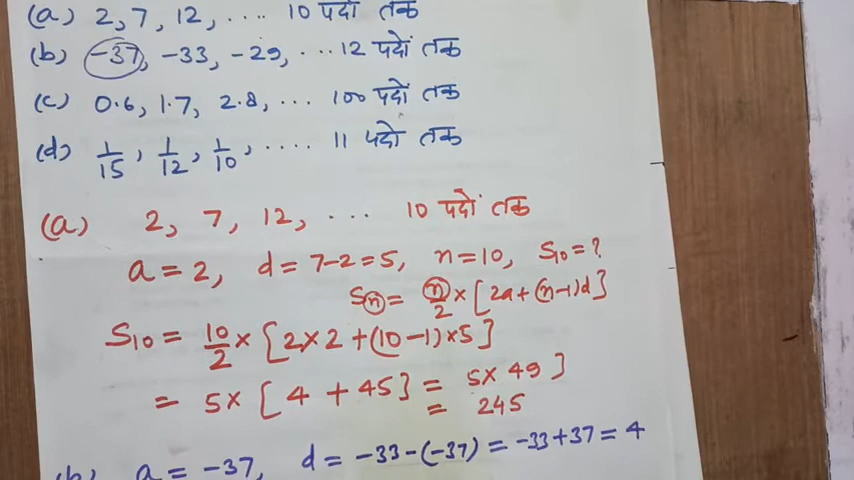 (a) 2, 7, 12, .... 10 पदों तक
(b) -37, -33, -29, ...12 पदों तक
(c) 0.6, 1.7, 2.8, ... 100 पदों तक
(d) 1/15, 1/12, 1/10, .... 11 पदो तक
(a) 2, 7, 12, ... 10 पदों तक
a = 2, d = 7-2=5, n=10, S10=?
Sn = n/2 × [2a+(n-1)d]
S10 = 10/2 × [2×2+(10-1)×5]
= 5× [4 + 45] = 5×49]
= 245
(b) a = -37, d = -33-(-37) = -33+37 = 4